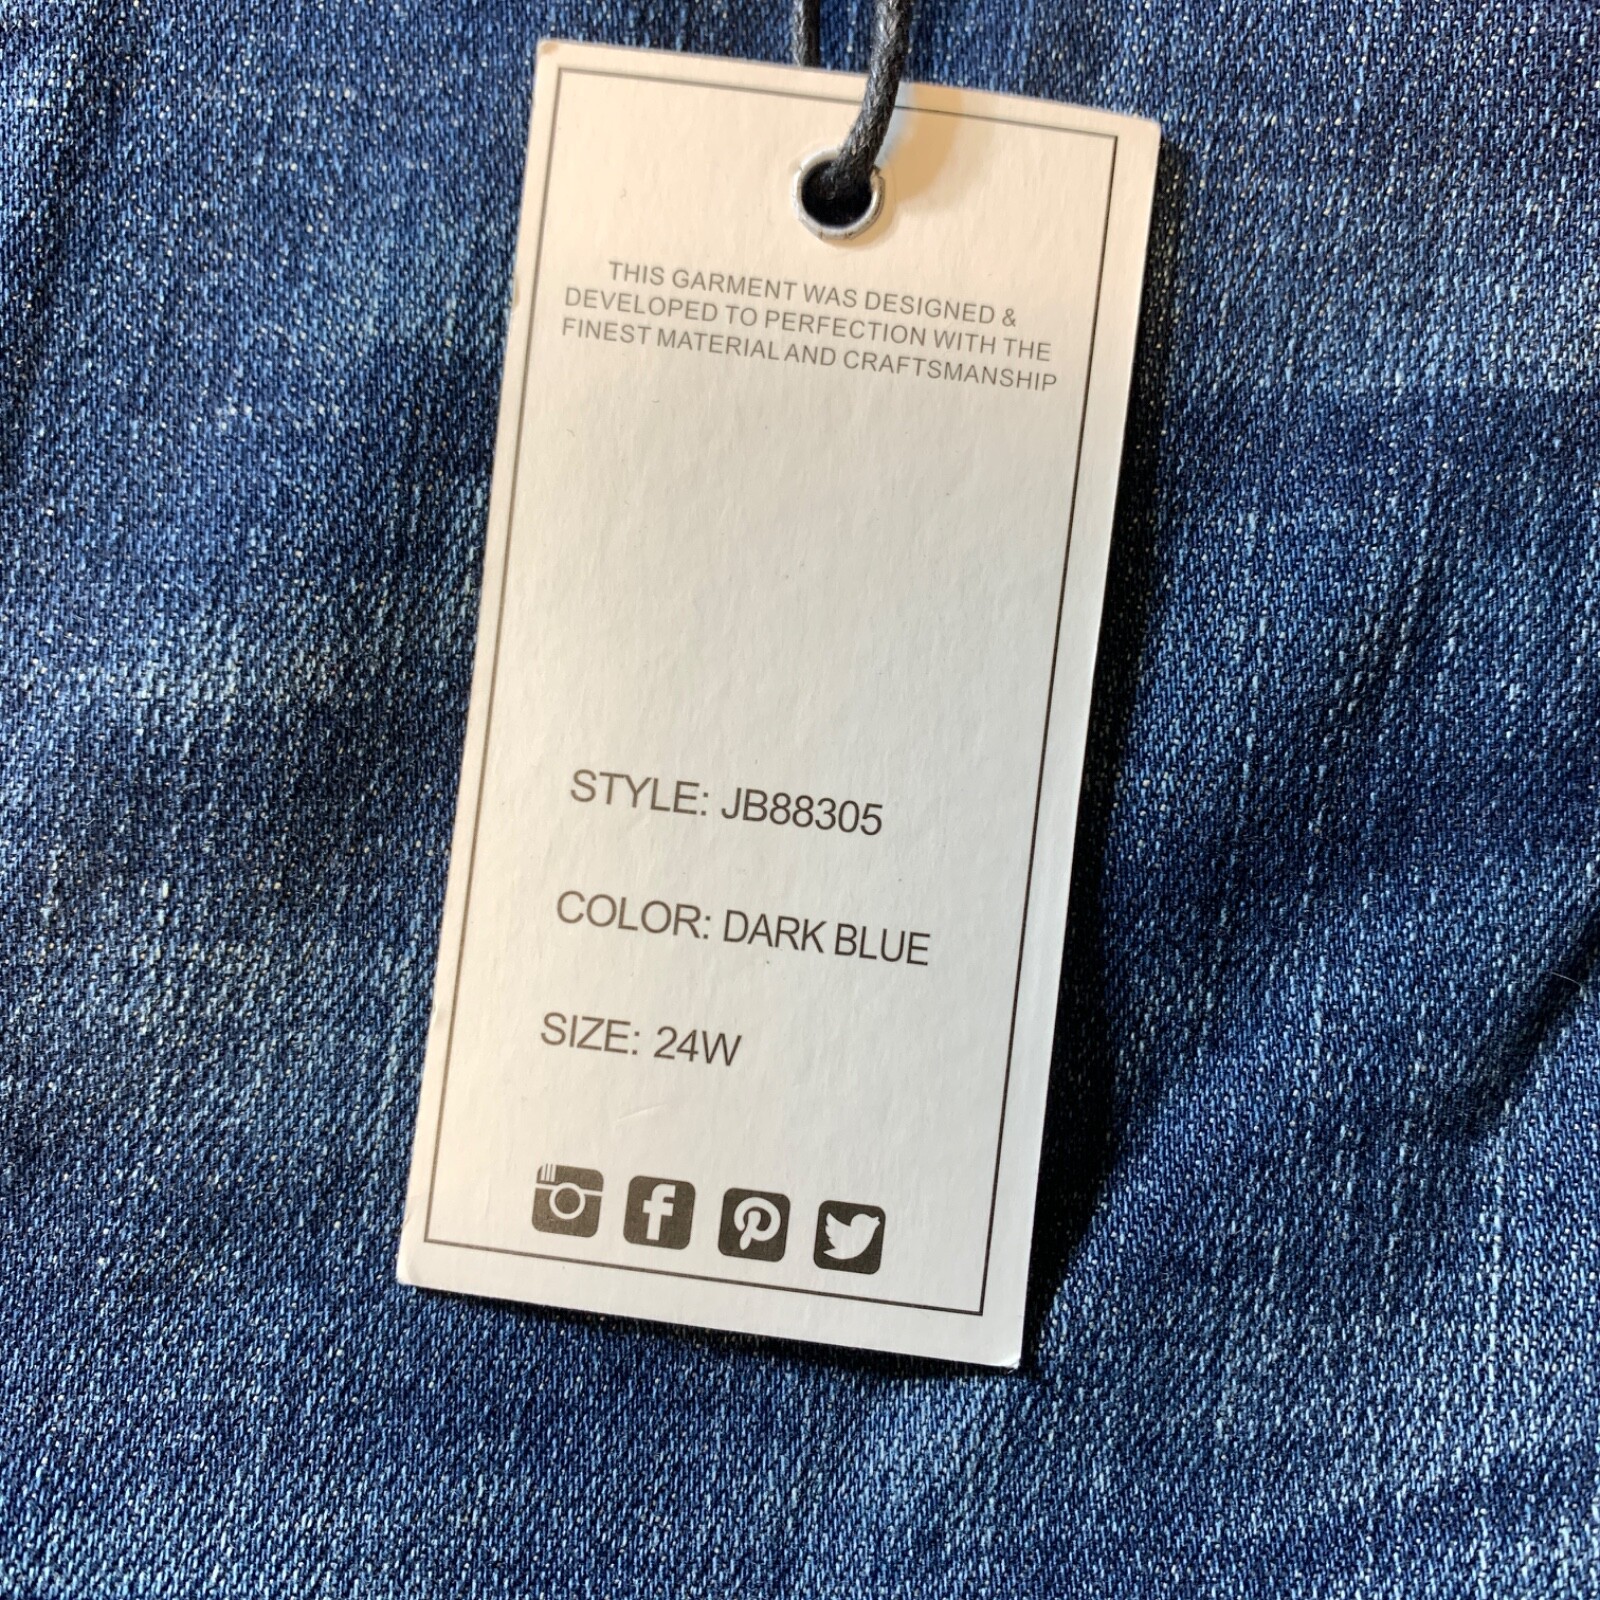 THIS GARMENT WAS DESIGNED &
DEVELOPED TO PERFECTION WITH THE
FINEST MATERIAL AND CRAFTSMANSHIP
STYLE: JB88305
COLOR: DARK BLUE
SIZE: 24W